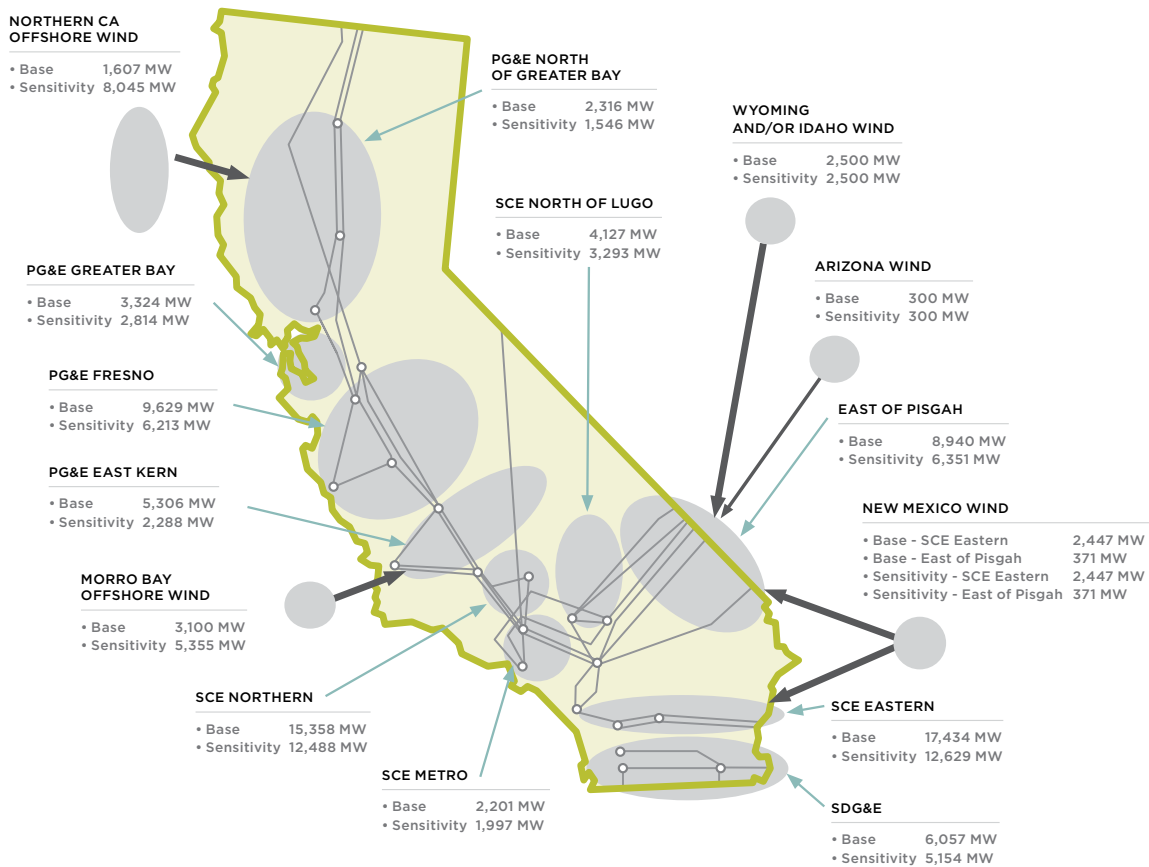 NORTHERN CA
OFFSHORE WIND
• Base 1,607 MW
• Sensitivity 8,045 MW
PG&E NORTH
OF GREATER BAY
• Base 2,316 MW
• Sensitivity 1,546 MW
WYOMING
AND/OR IDAHO WIND
• Base 2,500 MW
• Sensitivity 2,500 MW
SCE NORTH OF LUGO
• Base 4,127 MW
• Sensitivity 3,293 MW
PG&E GREATER BAY
• Base 3,324 MW
• Sensitivity 2,814 MW
ARIZONA WIND
• Base 300 MW
• Sensitivity 300 MW
PG&E FRESNO
• Base 9,629 MW
• Sensitivity 6,213 MW
EAST OF PISGAH
• Base 8,940 MW
• Sensitivity 6,351 MW
PG&E EAST KERN
• Base 5,306 MW
• Sensitivity 2,288 MW
NEW MEXICO WIND
• Base - SCE Eastern 2,447 MW
• Base - East of Pisgah 371 MW
• Sensitivity - SCE Eastern 2,447 MW
• Sensitivity - East of Pisgah 371 MW
MORRO BAY
OFFSHORE WIND
• Base 3,100 MW
• Sensitivity 5,355 MW
SCE NORTHERN
• Base 15,358 MW
• Sensitivity 12,488 MW
SCE EASTERN
• Base 17,434 MW
• Sensitivity 12,629 MW
SCE METRO
• Base 2,201 MW
• Sensitivity 1,997 MW
SDG&E
• Base 6,057 MW
• Sensitivity 5,154 MW